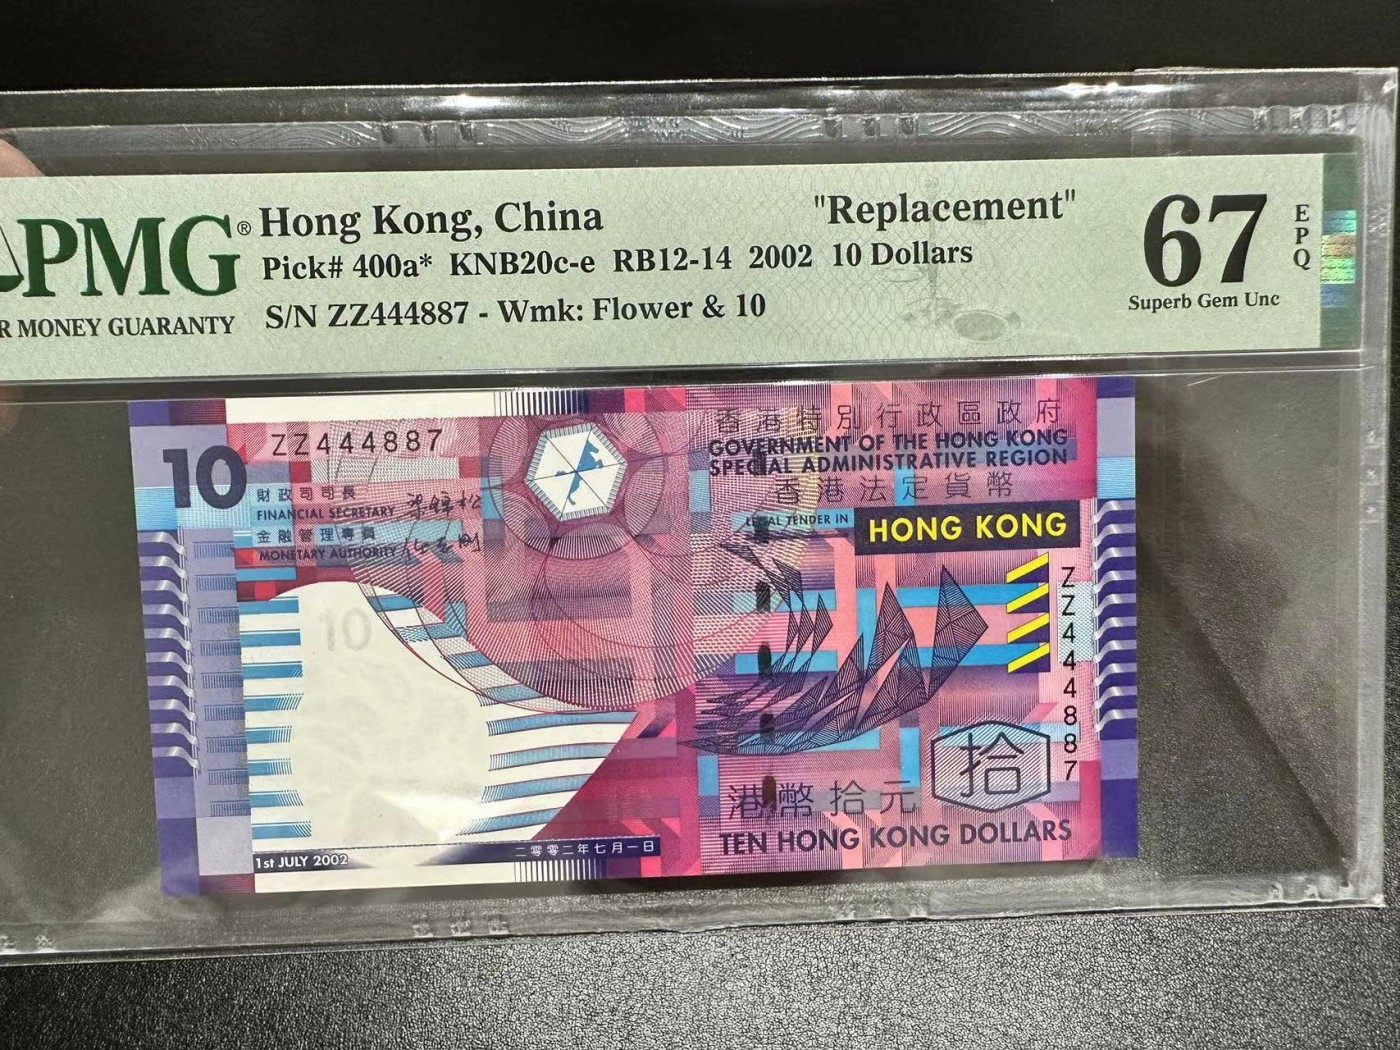 PMG®
R MONEY GUARANTY
Hong Kong, China
"Replacement"
Pick# 400a* KNB20c-e RB12-14 2002 10 Dollars
S/N ZZ444887 - Wmk: Flower & 10
67
EPQ
Superb Gem Unc
10
ZZ444887
財政司司長
FINANCIAL SECRETARY
金融管理專員
MONETARY AUTHORITY
香港特別行政區政府
GOVERNMENT OF THE HONG KONG
SPECIAL ADMINISTRATIVE REGION
香港法定貨幣
LEGAL TENDER IN
HONG KONG
ZZ444887
10
拾
港幣拾元
TEN HONG KONG DOLLARS
1st JULY 2002
二零零二年七月一日